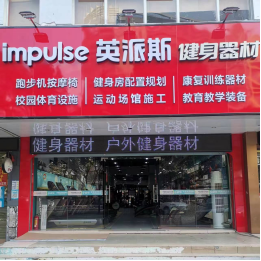 impulse 英派斯 健身器材
跑步机按摩椅 健身房配置规划 康复训练器材
校园体育设施 运动场馆施工 教育教学装备
健身器材 户外健身器材